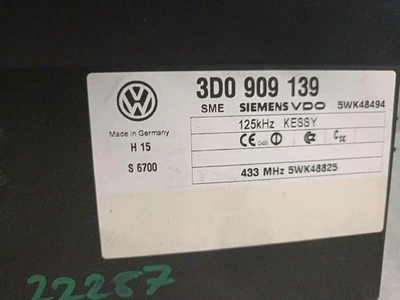 3D0 909 139
SME SIEMENS VDO 5WK48494
Made in Germany
125kHz KESSY
H 15
S 6700
433 MHz 5WK48825
22287